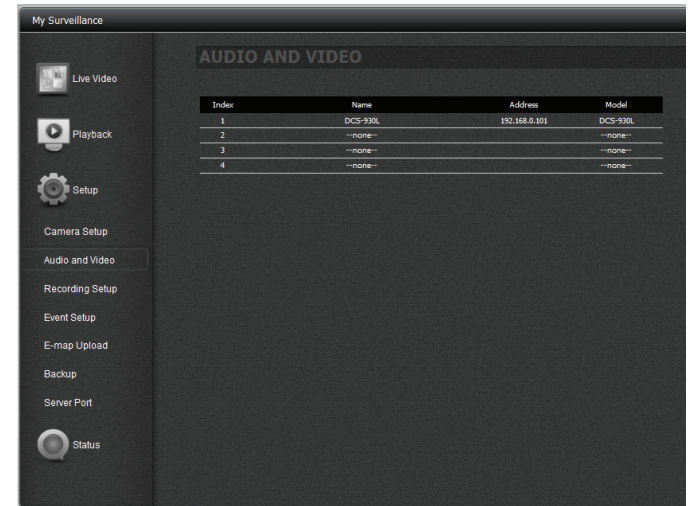 My Surveillance
Live Video
Playback
Setup
Camera Setup
Audio and Video
Recording Setup
Event Setup
E-map Upload
Backup
Server Port
Status
AUDIO AND VIDEO
Index Name Address Model
1 DCS-930L 192.168.0.101 DCS-930L
2 --none-- --none--
3 --none-- --none--
4 --none-- --none--